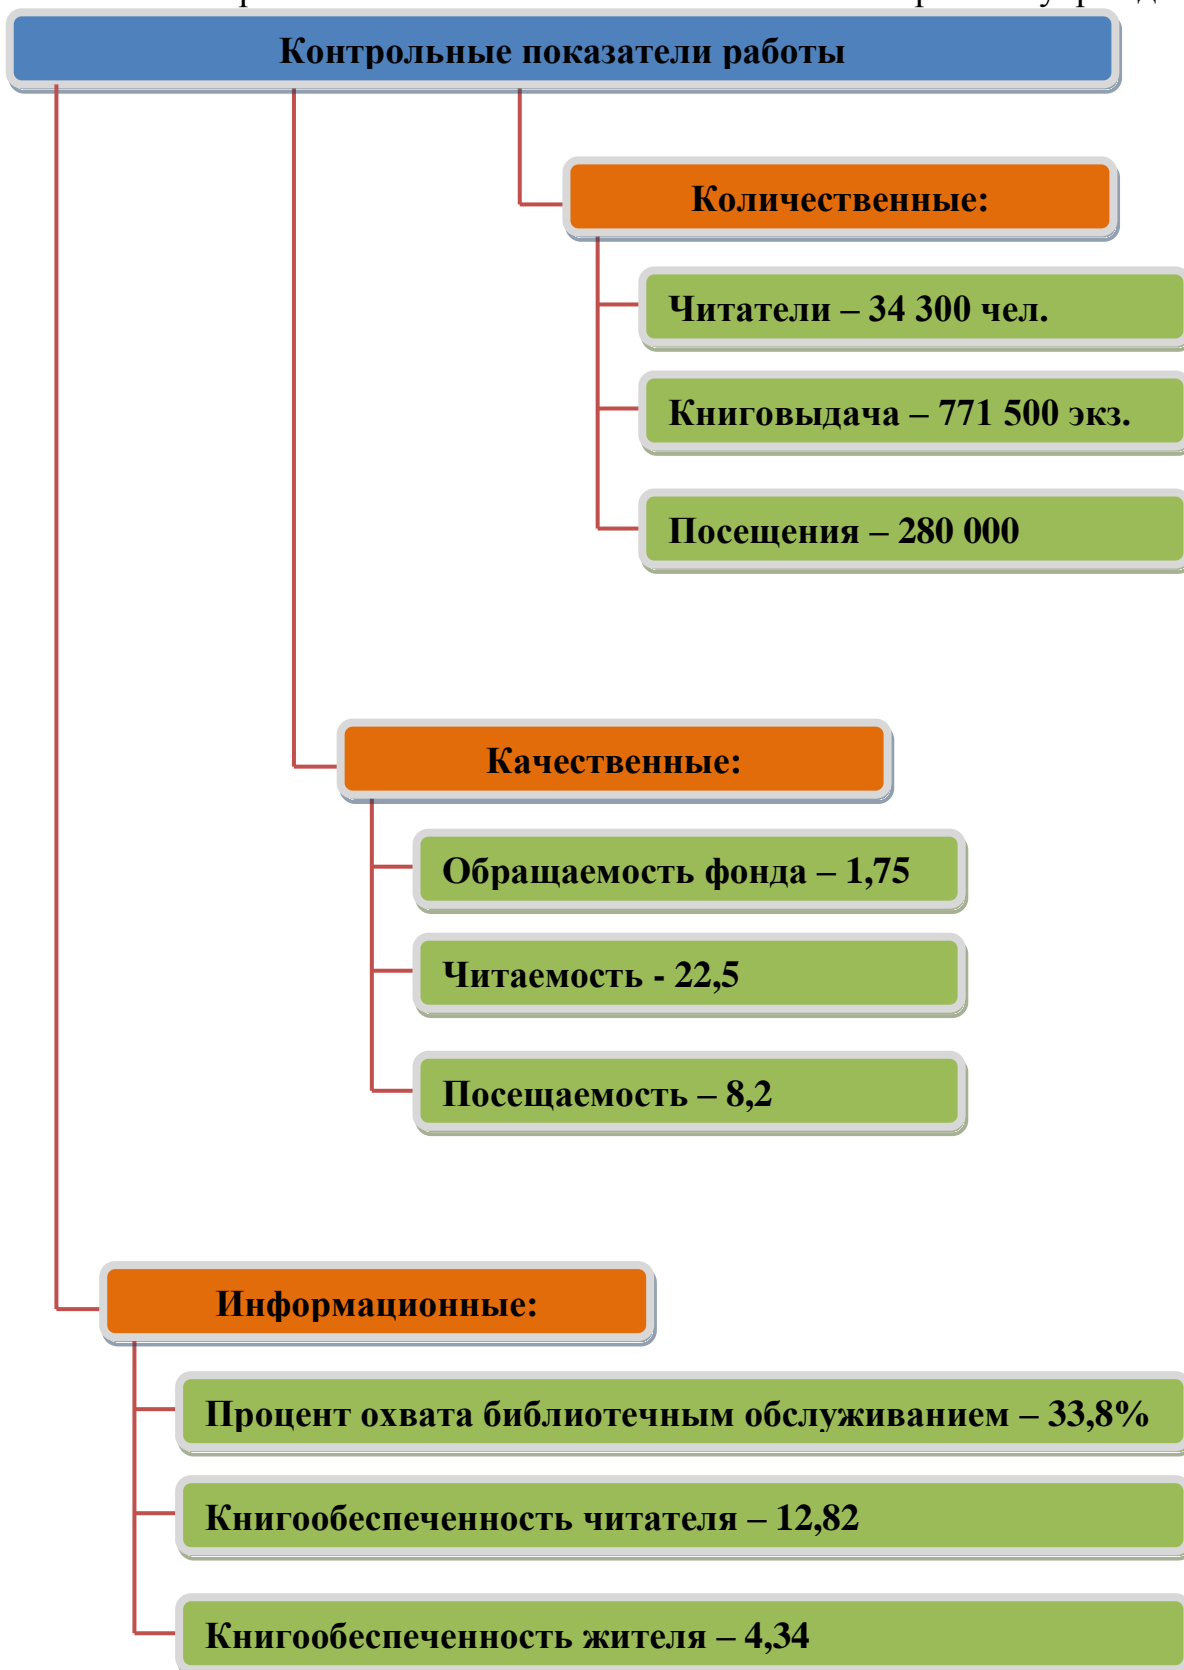 Контрольные показатели работы
Количественные:
Читатели – 34 300 чел.
Книговыдача – 771 500 экз.
Посещения – 280 000
Качественные:
Обращаемость фонда – 1,75
Читаемость - 22,5
Посещаемость – 8,2
Информационные:
Процент охвата библиотечным обслуживанием – 33,8%
Книгообеспеченность читателя – 12,82
Книгообеспеченность жителя – 4,34